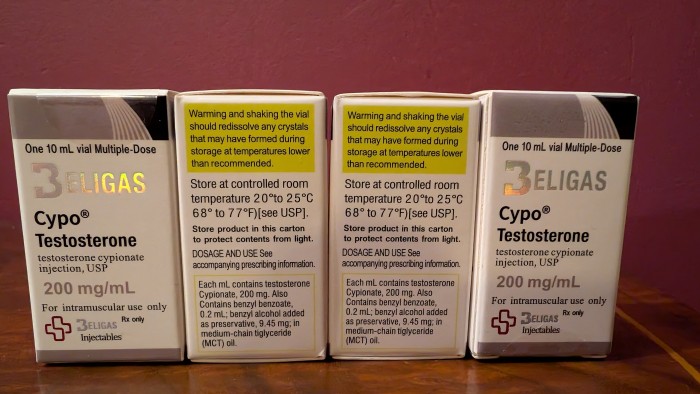 One 10 mL vial Multiple-Dose
BELIGAS
Cypo®
Testosterone
testosterone cypionate
injection, USP
200 mg/mL
For intramuscular use only
Rx only
BELIGAS
Injectables
Warming and shaking the vial
should redissolve any crystals
that may have formed during
storage at temperatures lower
than recommended.
Store at controlled room
temperature 20°to 25°C
68° to 77°F)[see USP].
Store product in this carton
to protect contents from light.
DOSAGE AND USE See
accompanying prescribing information.
Each mL contains testosterone
Cypionate, 200 mg. Also
Contains benzyl benzoate,
0.2 mL; benzyl alcohol added
as preservative, 9.45 mg; in
medium-chain tiglyceride
(MCT) oil.
Warming and shaking the vial
should redissolve any crystals
that may have formed during
storage at temperatures lower
than recommended.
Store at controlled room
temperature 20°to 25°C
68° to 77°F)[see USP].
Store product in this carton
to protect contents from light.
DOSAGE AND USE See
accompanying prescribing information.
Each mL contains testosterone
Cypionate, 200 mg. Also
Contains benzyl benzoate,
0.2 mL; benzyl alcohol added
as preservative, 9.45 mg; in
medium-chain tiglyceride
(MCT) oil.
One 10 mL vial Multiple-Dose
BELIGAS
Cypo®
Testosterone
testosterone cypionate
injection, USP
200 mg/mL
For intramuscular use only
Rx only
BELIGAS
Injectables